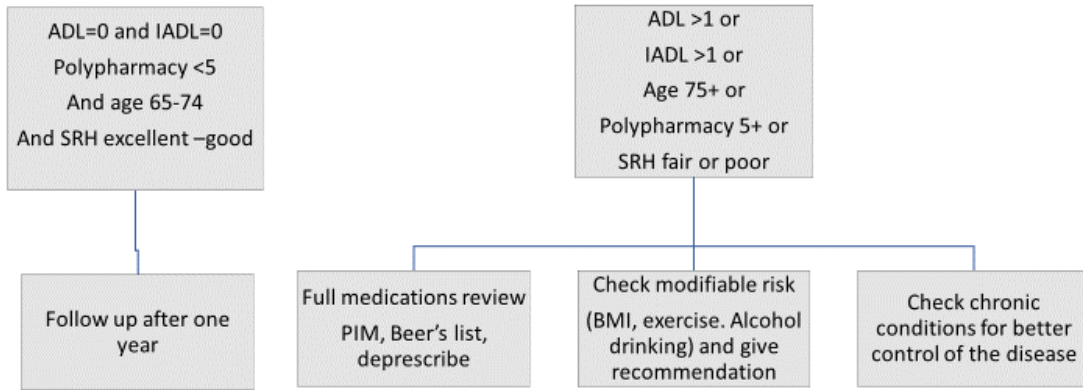 ADL=0 and IADL=0
Polypharmacy <5
And age 65-74
And SRH excellent –good
ADL >1 or
IADL >1 or
Age 75+ or
Polypharmacy 5+ or
SRH fair or poor
Follow up after one
year
Full medications review
PIM, Beer’s list,
deprescribe
Check modifiable risk
(BMI, exercise. Alcohol
drinking) and give
recommendation
Check chronic
conditions for better
control of the disease